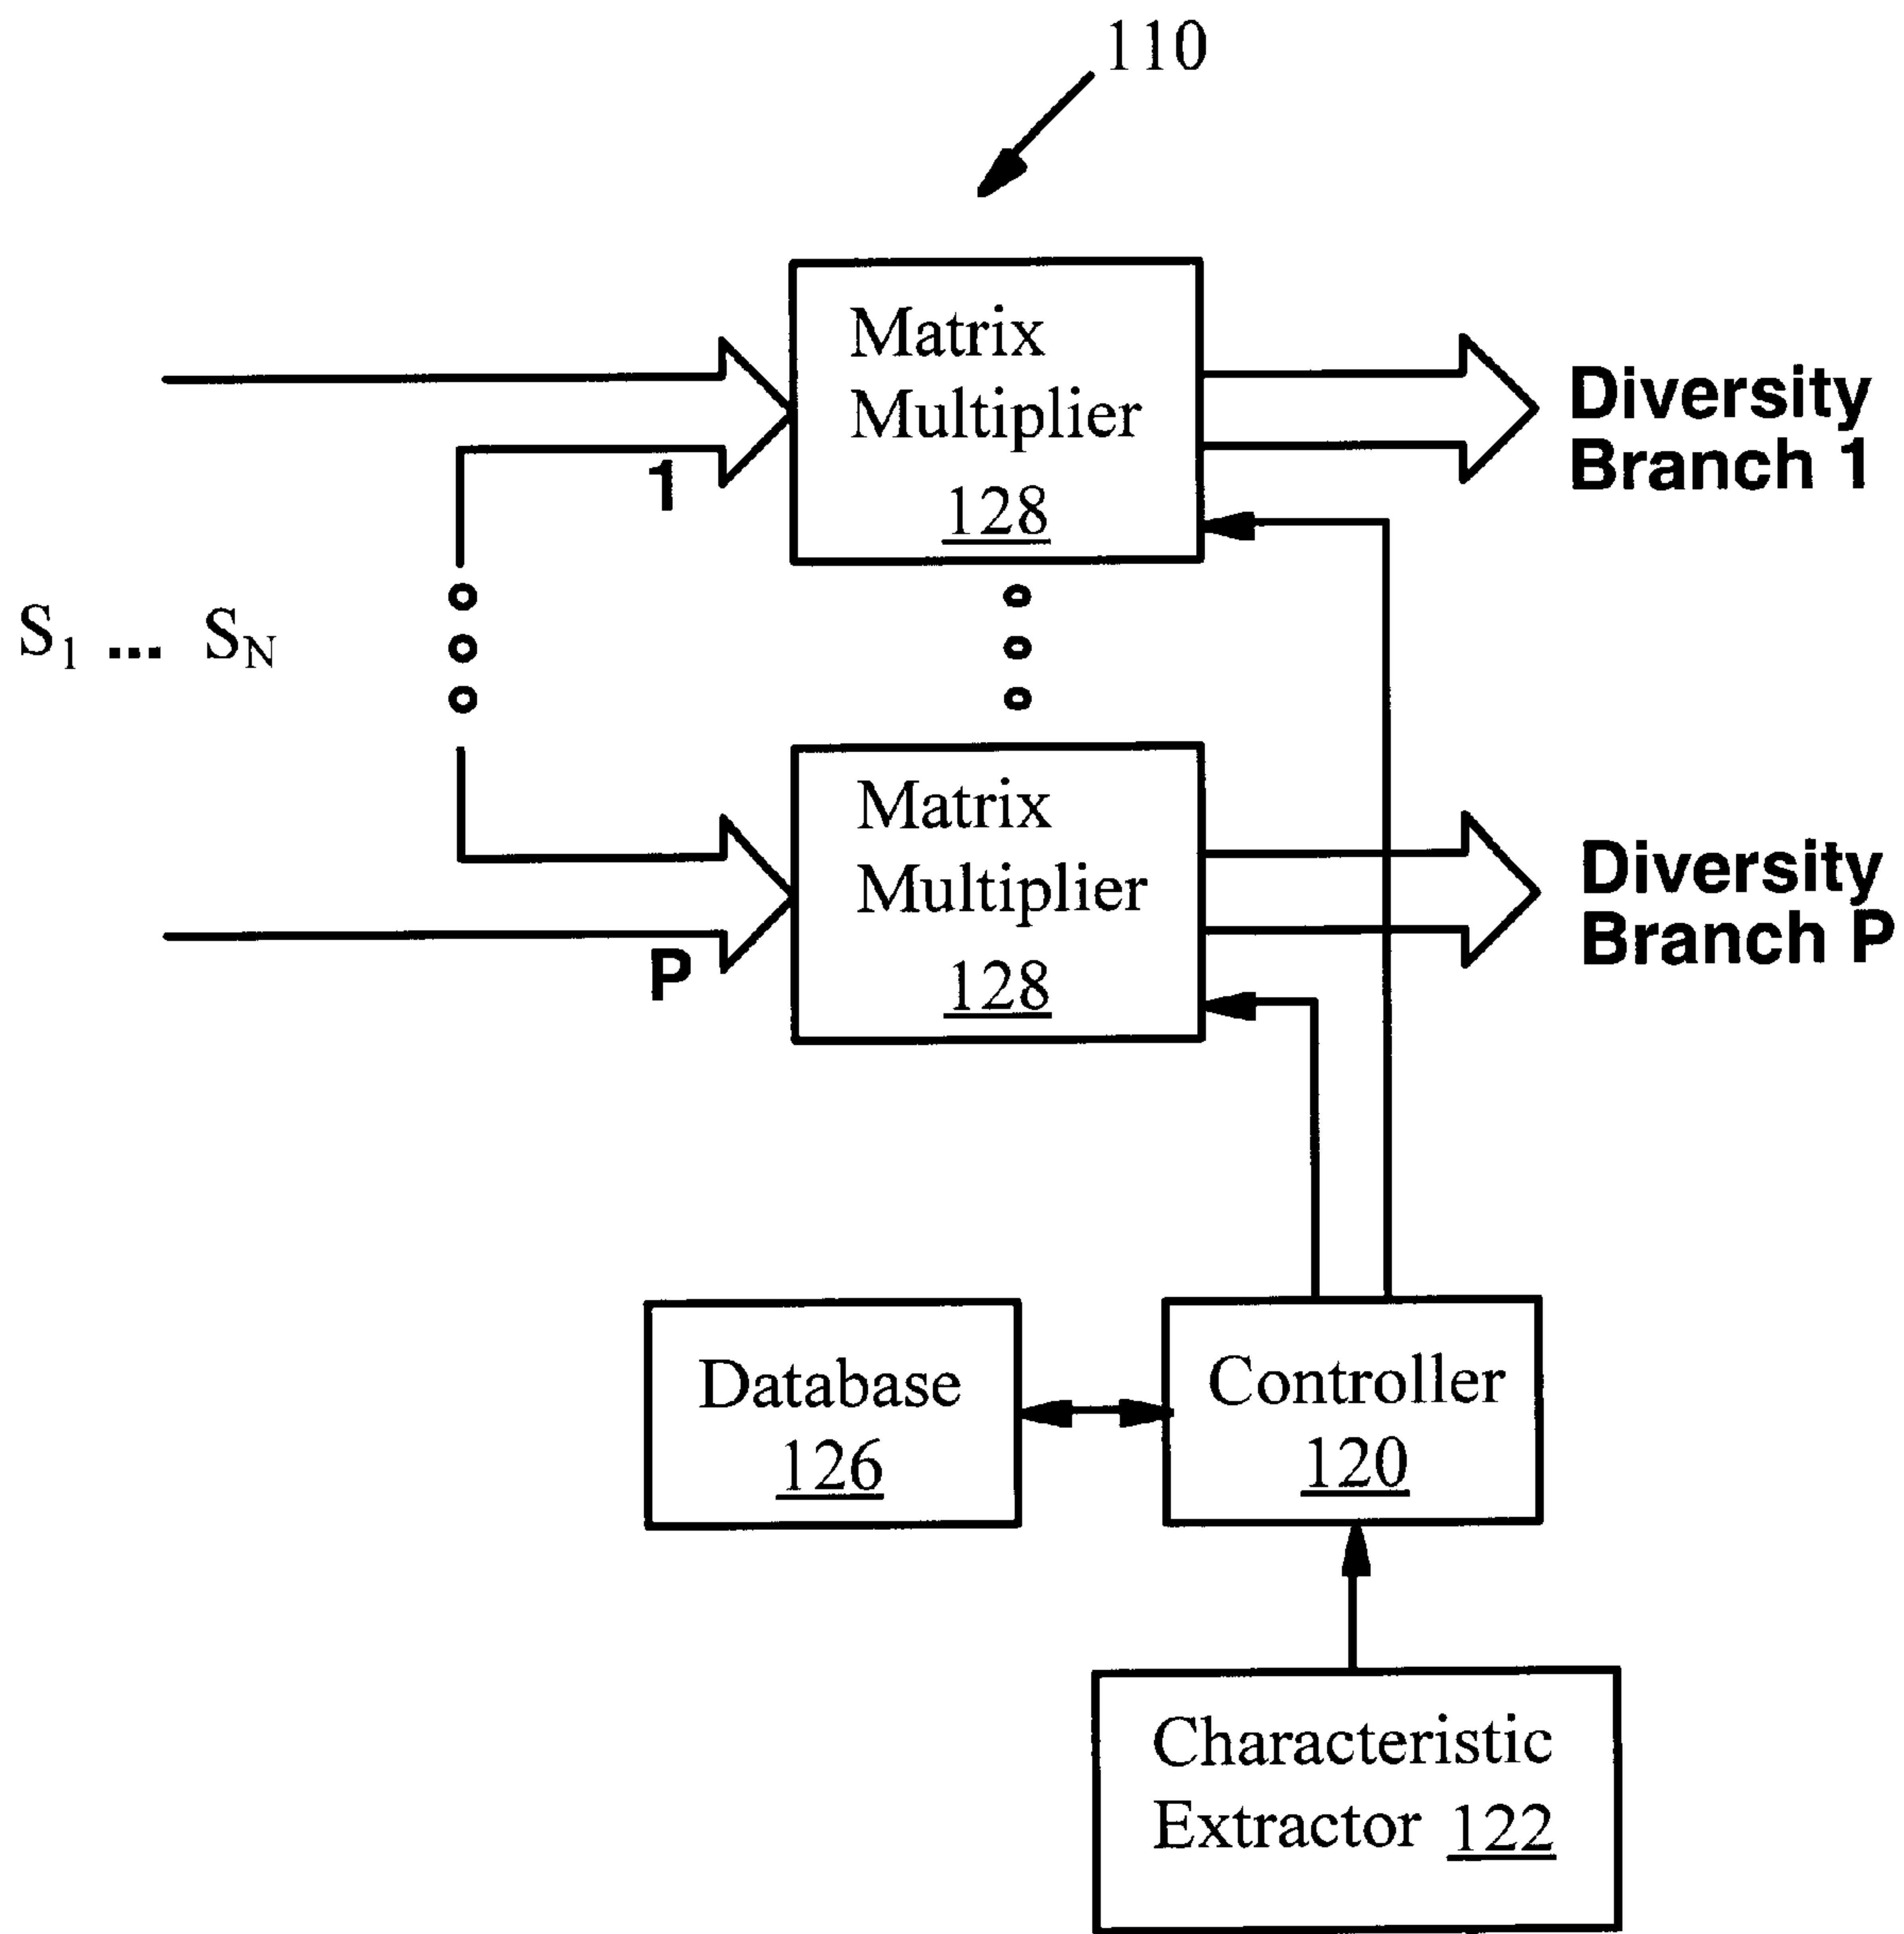 110
Matrix
Multiplier
128
Diversity
Branch 1
1
S₁ ... S_N
Matrix
Multiplier
128
Diversity
Branch P
P
Database
126
Controller
120
Characteristic
Extractor 122